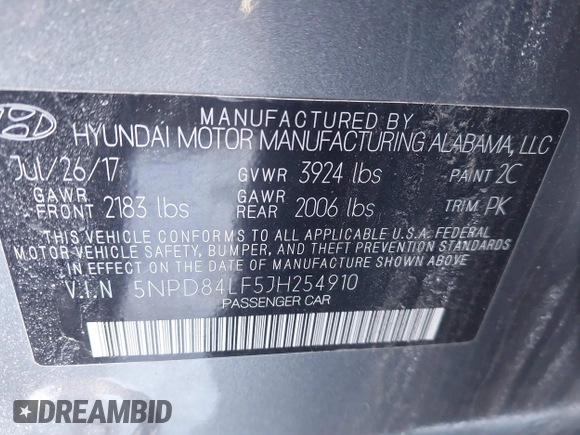 MANUFACTURED BY
HYUNDAI MOTOR MANUFACTURING ALABAMA, LLC
Jul/26/17 GVWR 3924 lbs PAINT 2C
GAWR FRONT 2183 lbs GAWR REAR 2006 lbs TRIM PK
THIS VEHICLE CONFORMS TO ALL APPLICABLE U.S.A. FEDERAL
MOTOR VEHICLE SAFETY, BUMPER, AND THEFT PREVENTION
STANDARDS IN EFFECT ON THE DATE OF MANUFACTURE SHOWN ABOVE.
V.I.N 5NPD84LF5JH254910
PASSENGER CAR
DREAMBID